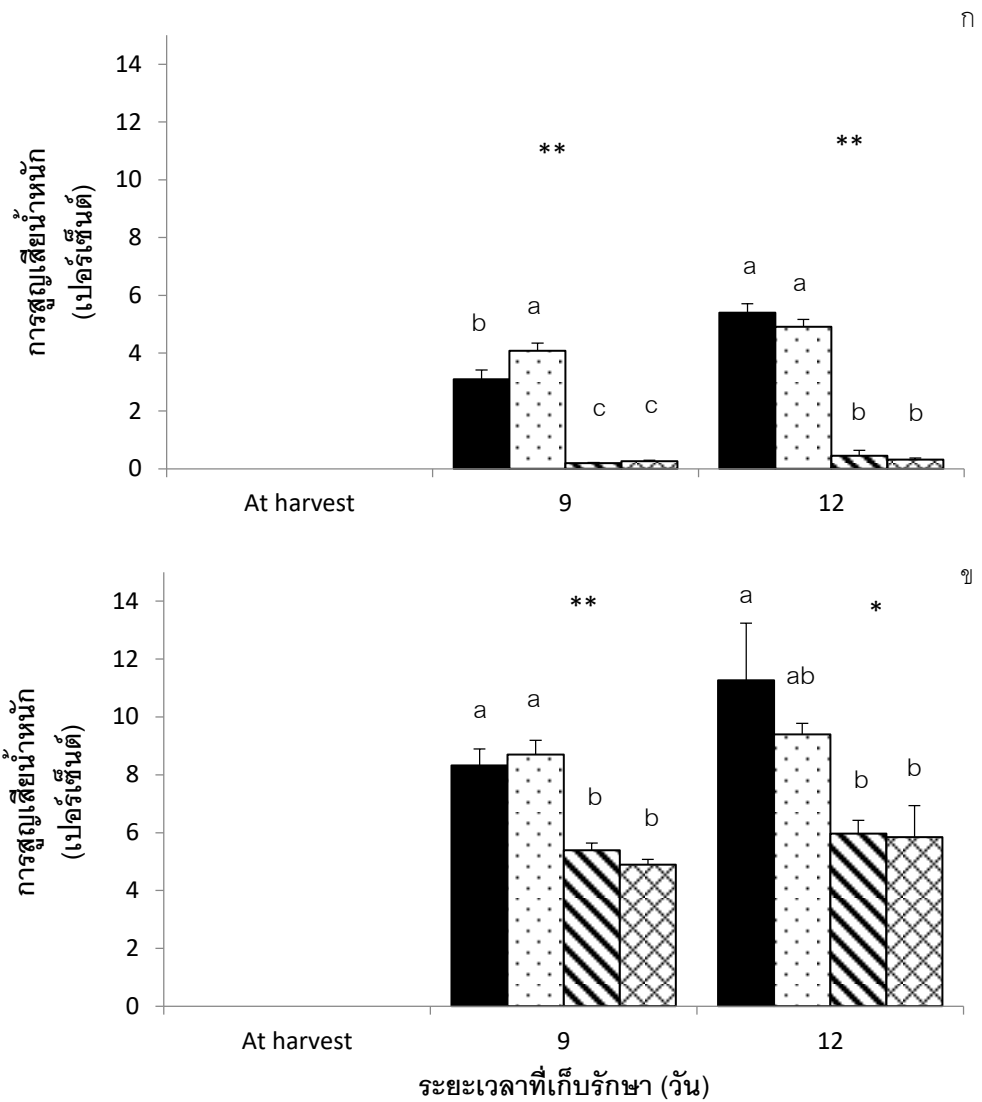 ก
14
12
10
8
6
4
2
0
การสูญเสียน้ำหนัก
(เปอร์เซ็นต์)
** **
b a c c a a b b
At harvest 9 12
ข
14
12
10
8
6
4
2
0
การสูญเสียน้ำหนัก
(เปอร์เซ็นต์)
** *
a a b b a ab b b
At harvest 9 12
ระยะเวลาที่เก็บรักษา (วัน)